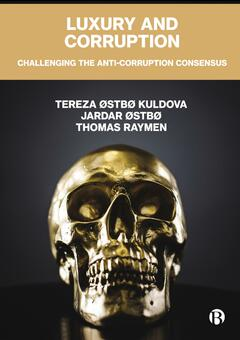 LUXURY AND
CORRUPTION
CHALLENGING THE ANTI-CORRUPTION CONSENSUS
TEREZA ØSTBØ KULDOVA
JARDAR ØSTBØ
THOMAS RAYMEN
B